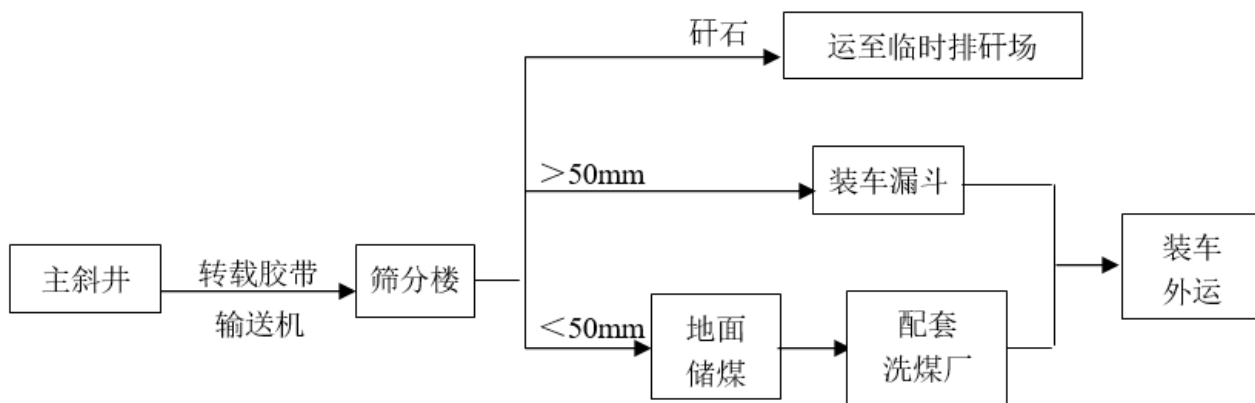 矸石
运至临时排矸场
＞50mm
装车漏斗
主斜井
转载胶带
输送机
筛分楼
＜50mm
地面
储煤
配套
洗煤厂
装车
外运